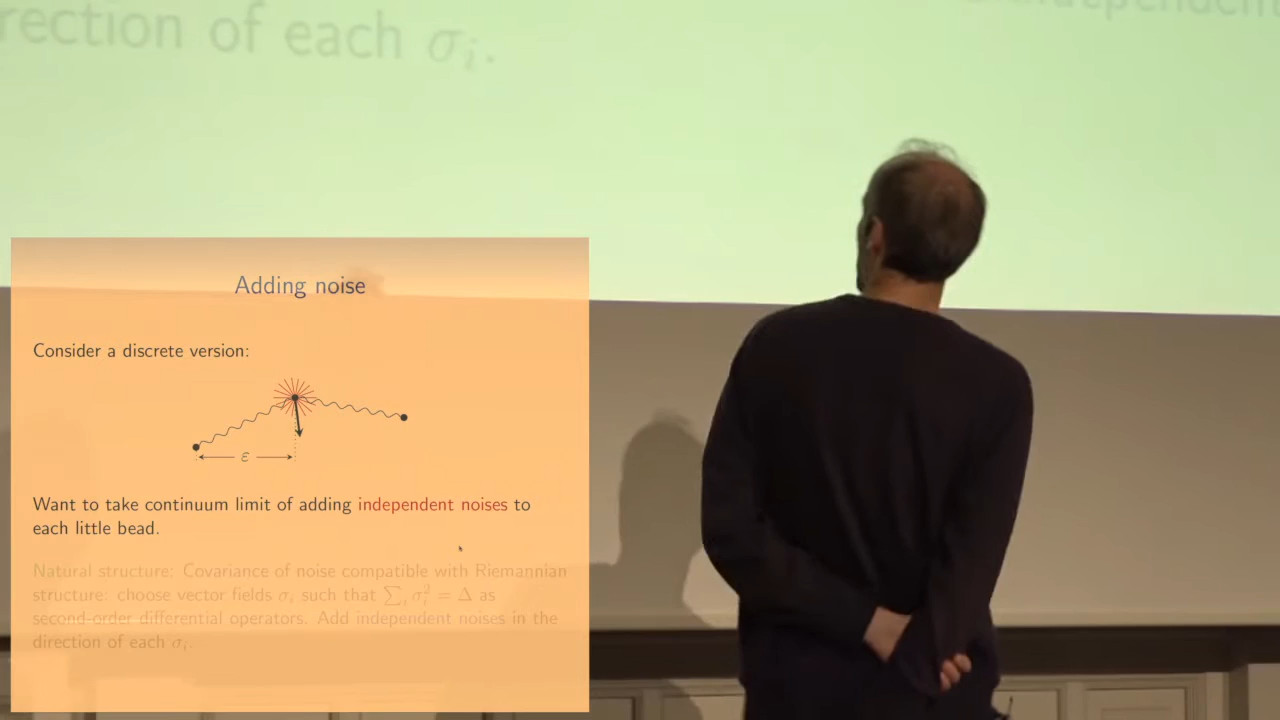 rection of each σᵢ.
Adding noise
Consider a discrete version:
ε
Want to take continuum limit of adding independent noises to
each little bead.
Natural structure: Covariance of noise compatible with Riemannian
structure: choose vector fields σᵢ such that ∑ᵢ σᵢ² = Δ as
second-order differential operators. Add independent noises in the
direction of each σᵢ.